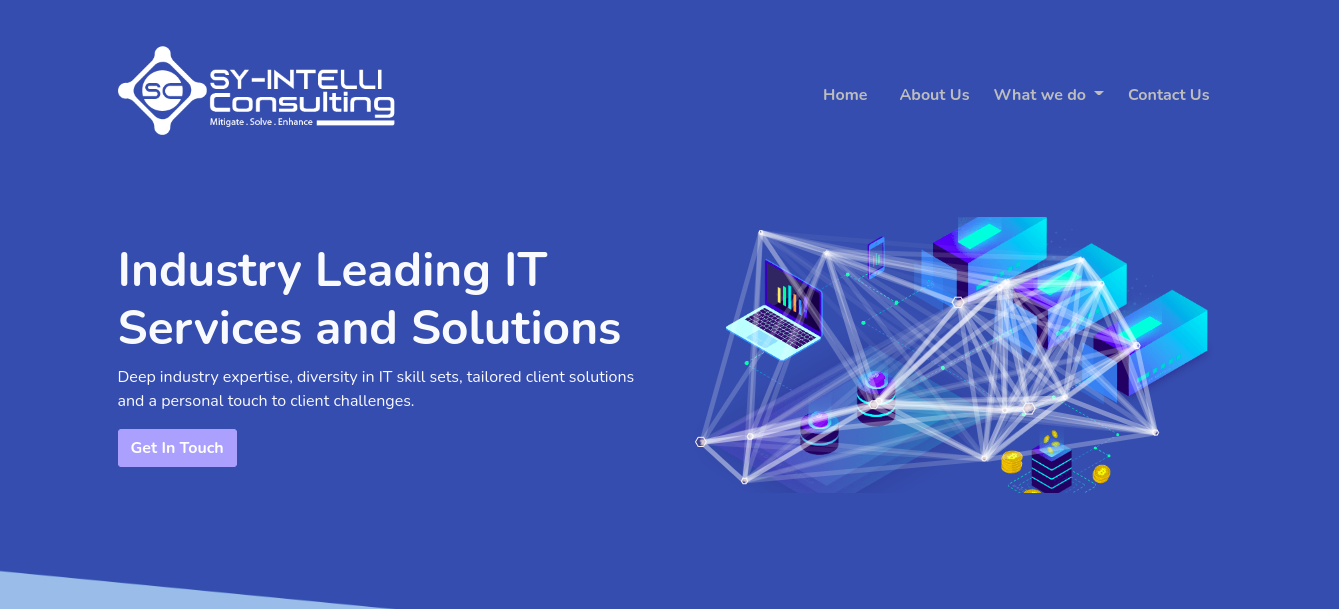 SC
SY-INTELLI
Consulting
Mitigate . Solve . Enhance
Home About Us What we do Contact Us
Industry Leading IT
Services and Solutions
Deep industry expertise, diversity in IT skill sets, tailored client solutions
and a personal touch to client challenges.
Get In Touch